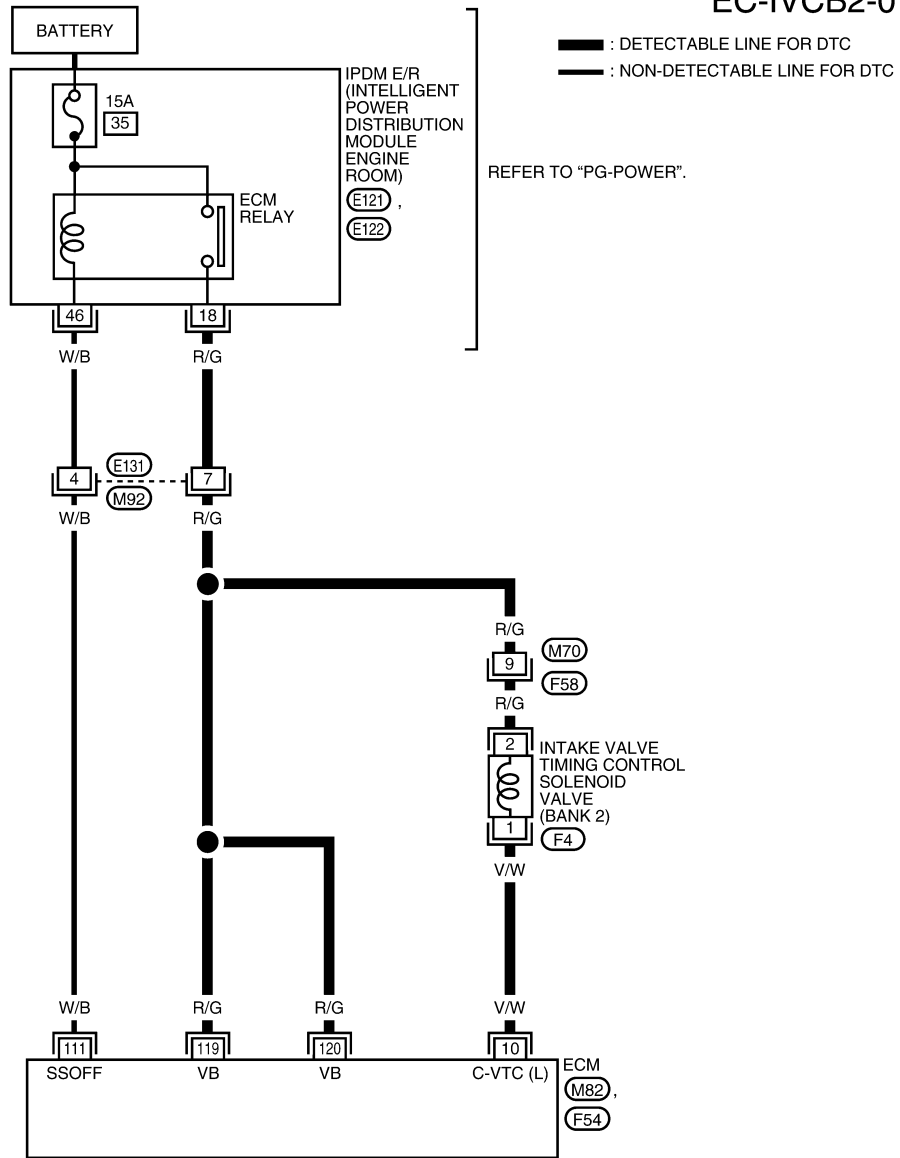 EC-IVCB2-0
BATTERY
: DETECTABLE LINE FOR DTC
: NON-DETECTABLE LINE FOR DTC
15A
35
IPDM E/R
(INTELLIGENT
POWER
DISTRIBUTION
MODULE
ENGINE
ROOM)
E121 ,
E122
REFER TO “PG-POWER”.
ECM
RELAY
46
18
W/B
R/G
4
E131
M92
7
W/B
R/G
R/G
9
M70
F58
R/G
2
INTAKE VALVE
TIMING CONTROL
SOLENOID
VALVE
(BANK 2)
1
F4
V/W
W/B
R/G
R/G
V/W
111
119
120
10
SSOFF
VB
VB
C-VTC (L)
ECM
M82 ,
F54